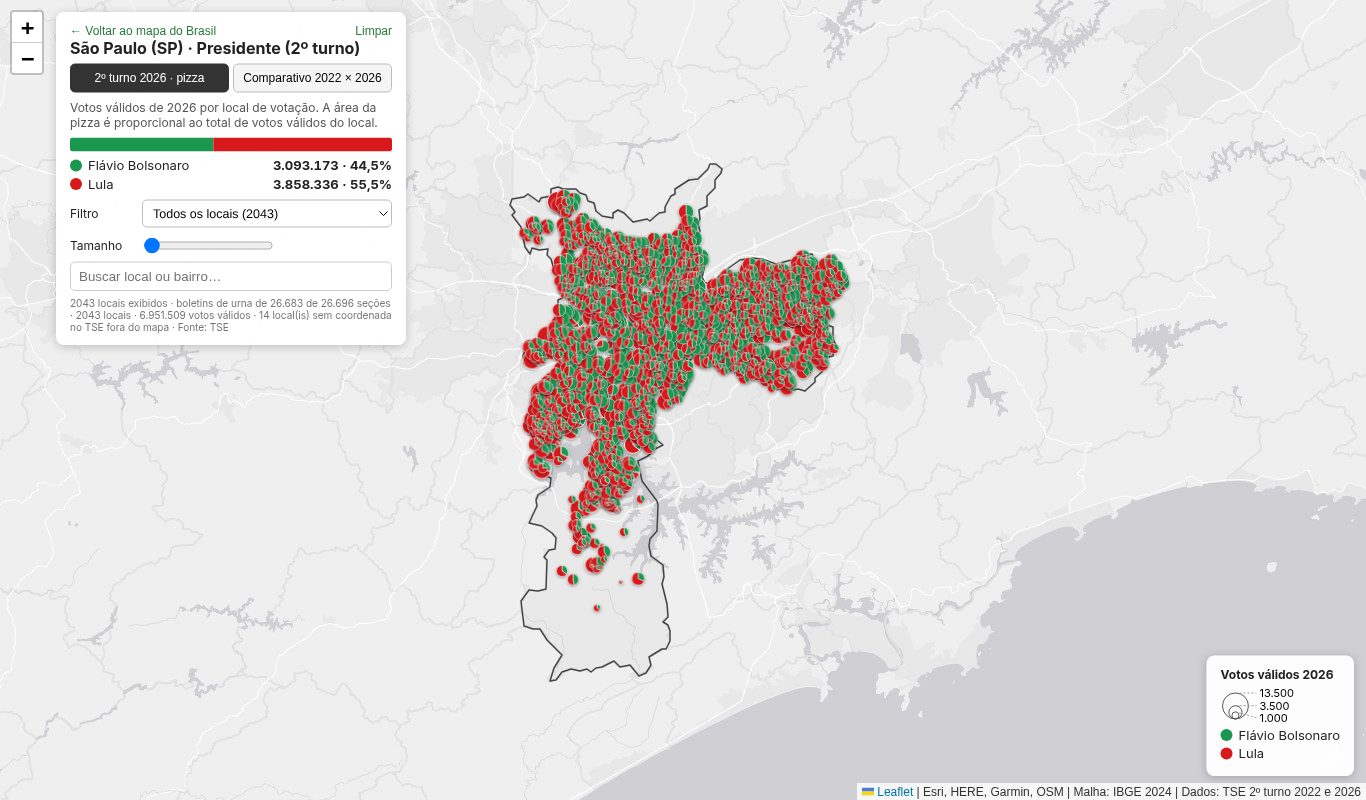 +
−
← Voltar ao mapa do Brasil
Limpar
São Paulo (SP) · Presidente (2º turno)
2º turno 2026 · pizza
Comparativo 2022 × 2026
Votos válidos de 2026 por local de votação. A área da
pizza é proporcional ao total de votos válidos do local.
Flávio Bolsonaro 3.093.173 · 44,5%
Lula 3.858.336 · 55,5%
Filtro
Todos os locais (2043)
Tamanho
Buscar local ou bairro…
2043 locais exibidos · boletins de urna de 26.683 de 26.696 seções
· 2043 locais · 6.951.509 votos válidos · 14 local(is) sem coordenada
no TSE fora do mapa · Fonte: TSE
Votos válidos 2026
13.500
3.500
1.000
Flávio Bolsonaro
Lula
Leaflet | Esri, HERE, Garmin, OSM | Malha: IBGE 2024 | Dados: TSE 2º turno 2022 e 2026